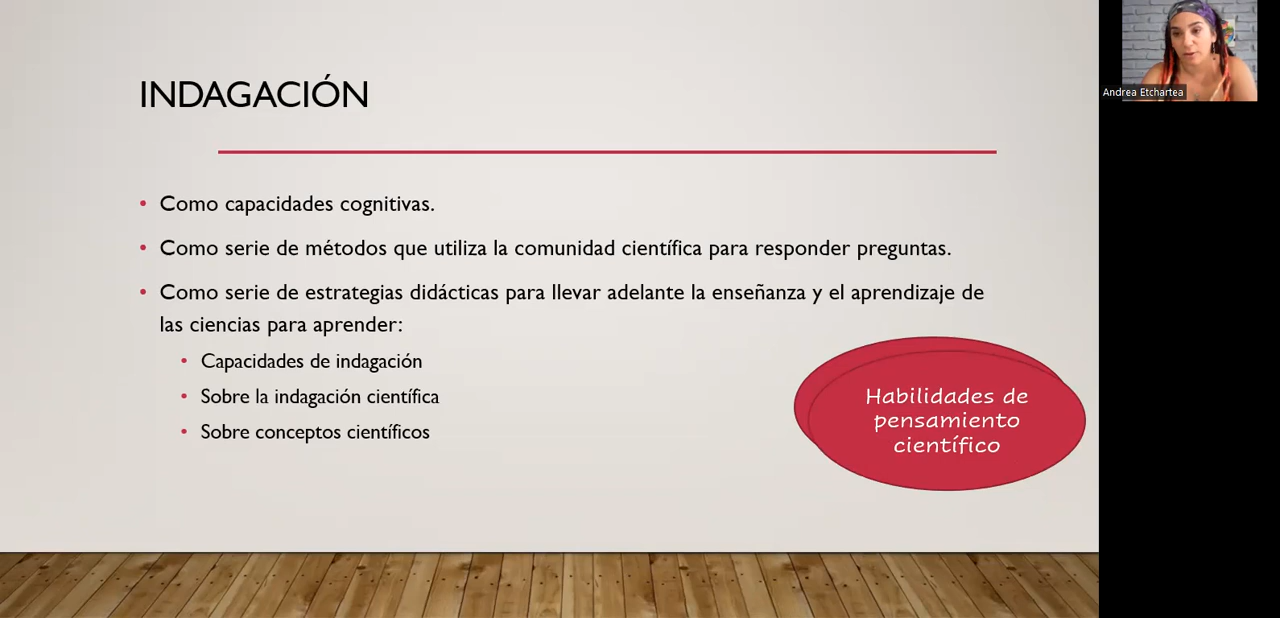 INDAGACIÓN
• Como capacidades cognitivas.
• Como serie de métodos que utiliza la comunidad científica para responder preguntas.
• Como serie de estrategias didácticas para llevar adelante la enseñanza y el aprendizaje de
las ciencias para aprender:
• Capacidades de indagación
• Sobre la indagación científica
• Sobre conceptos científicos
Habilidades de
pensamiento
científico
Andrea Etchartea